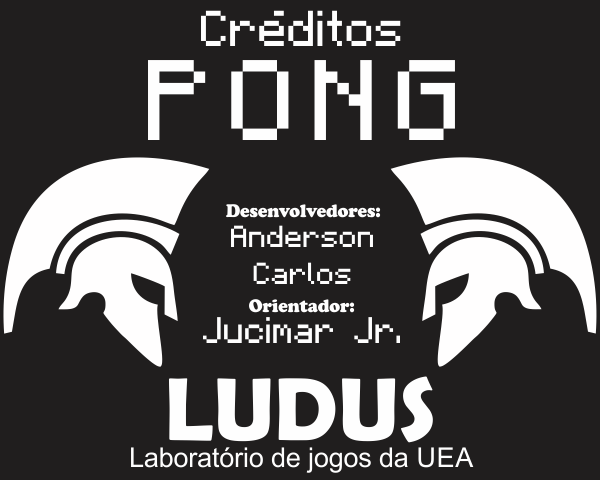 Créditos
PONG
Desenvolvedores:
Anderson
Carlos
Orientador:
Jucimar Jr.
LUDUS
Laboratório de jogos da UEA